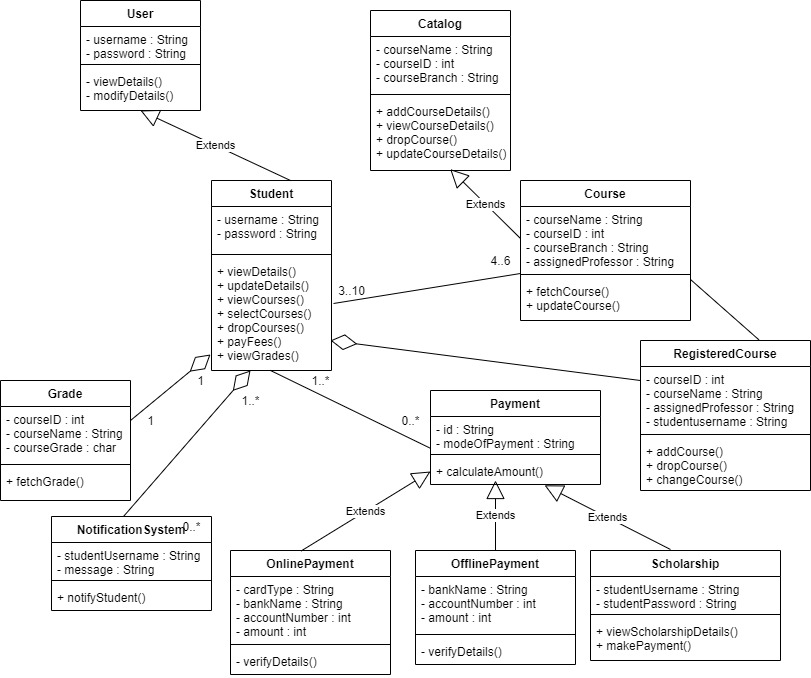 User
- username : String
- password : String
- viewDetails()
- modifyDetails()
Extends
Catalog
- courseName : String
- courseID : int
- courseBranch : String
+ addCourseDetails()
+ viewCourseDetails()
+ dropCourse()
+ updateCourseDetails()
Extends
Student
- username : String
- password : String
+ viewDetails()
+ updateDetails()
+ viewCourses()
+ selectCourses()
+ dropCourses()
+ payFees()
+ viewGrades()
Course
- courseName : String
- courseID : int
- courseBranch : String
- assignedProfessor : String
+ fetchCourse()
+ updateCourse()
4..6
3..10
RegisteredCourse
- courseID : int
- courseName : String
- assignedProfessor : String
- studentusername : String
+ addCourse()
+ dropCourse()
+ changeCourse()
Grade
- courseID : int
- courseName : String
- courseGrade : char
+ fetchGrade()
1
1
1..*
1..*
0..*
Payment
- id : String
- modeOfPayment : String
+ calculateAmount()
NotificationSystem
0..*
- studentUsername : String
- message : String
+ notifyStudent()
Extends
Extends
Extends
OnlinePayment
- cardType : String
- bankName : String
- accountNumber : int
- amount : int
- verifyDetails()
OfflinePayment
- bankName : String
- accountNumber : int
- amount : int
- verifyDetails()
Scholarship
- studentUsername : String
- studentPassword : String
+ viewScholarshipDetails()
+ makePayment()